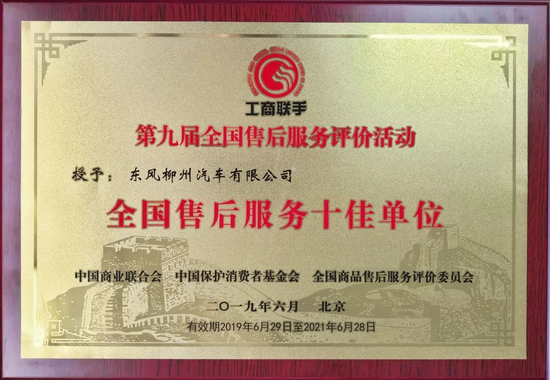 工商联手
第九届全国售后服务评价活动
授予：东风柳州汽车有限公司
全国售后服务十佳单位
中国商业联合会 中国保护消费者基金会 全国商品售后服务评价委员会
二〇一九年六月 北京
有效期2019年6月29日至2021年6月28日